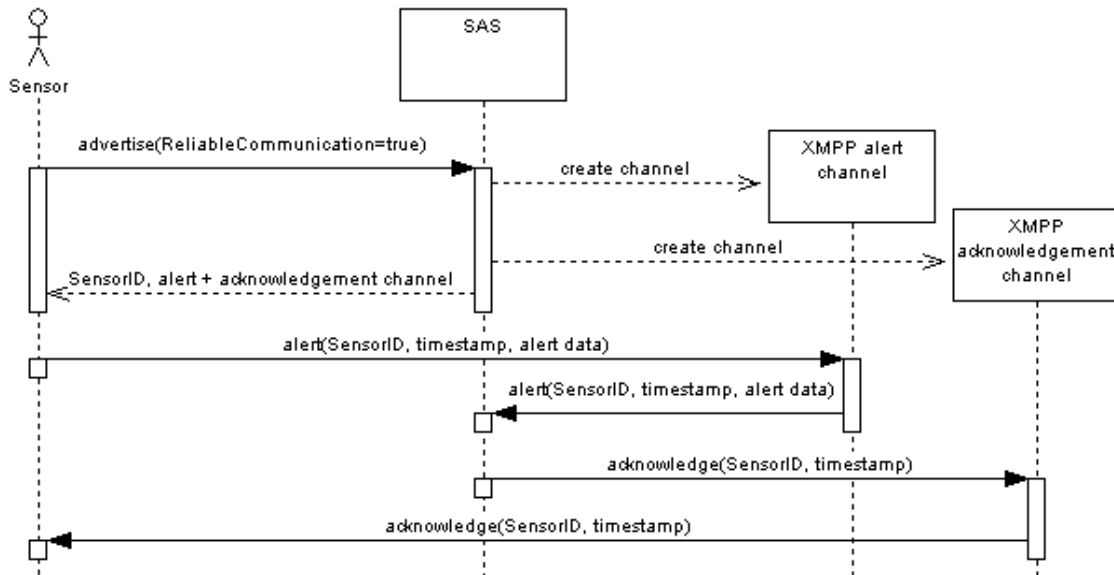 SAS
Sensor
advertise(ReliableCommunication=true)
XMPP alert
channel
create channel
XMPP
acknowledgement
channel
create channel
SensorID, alert + acknowledgement channel
alert(SensorID, timestamp, alert data)
alert(SensorID, timestamp, alert data)
acknowledge(SensorID, timestamp)
acknowledge(SensorID, timestamp)